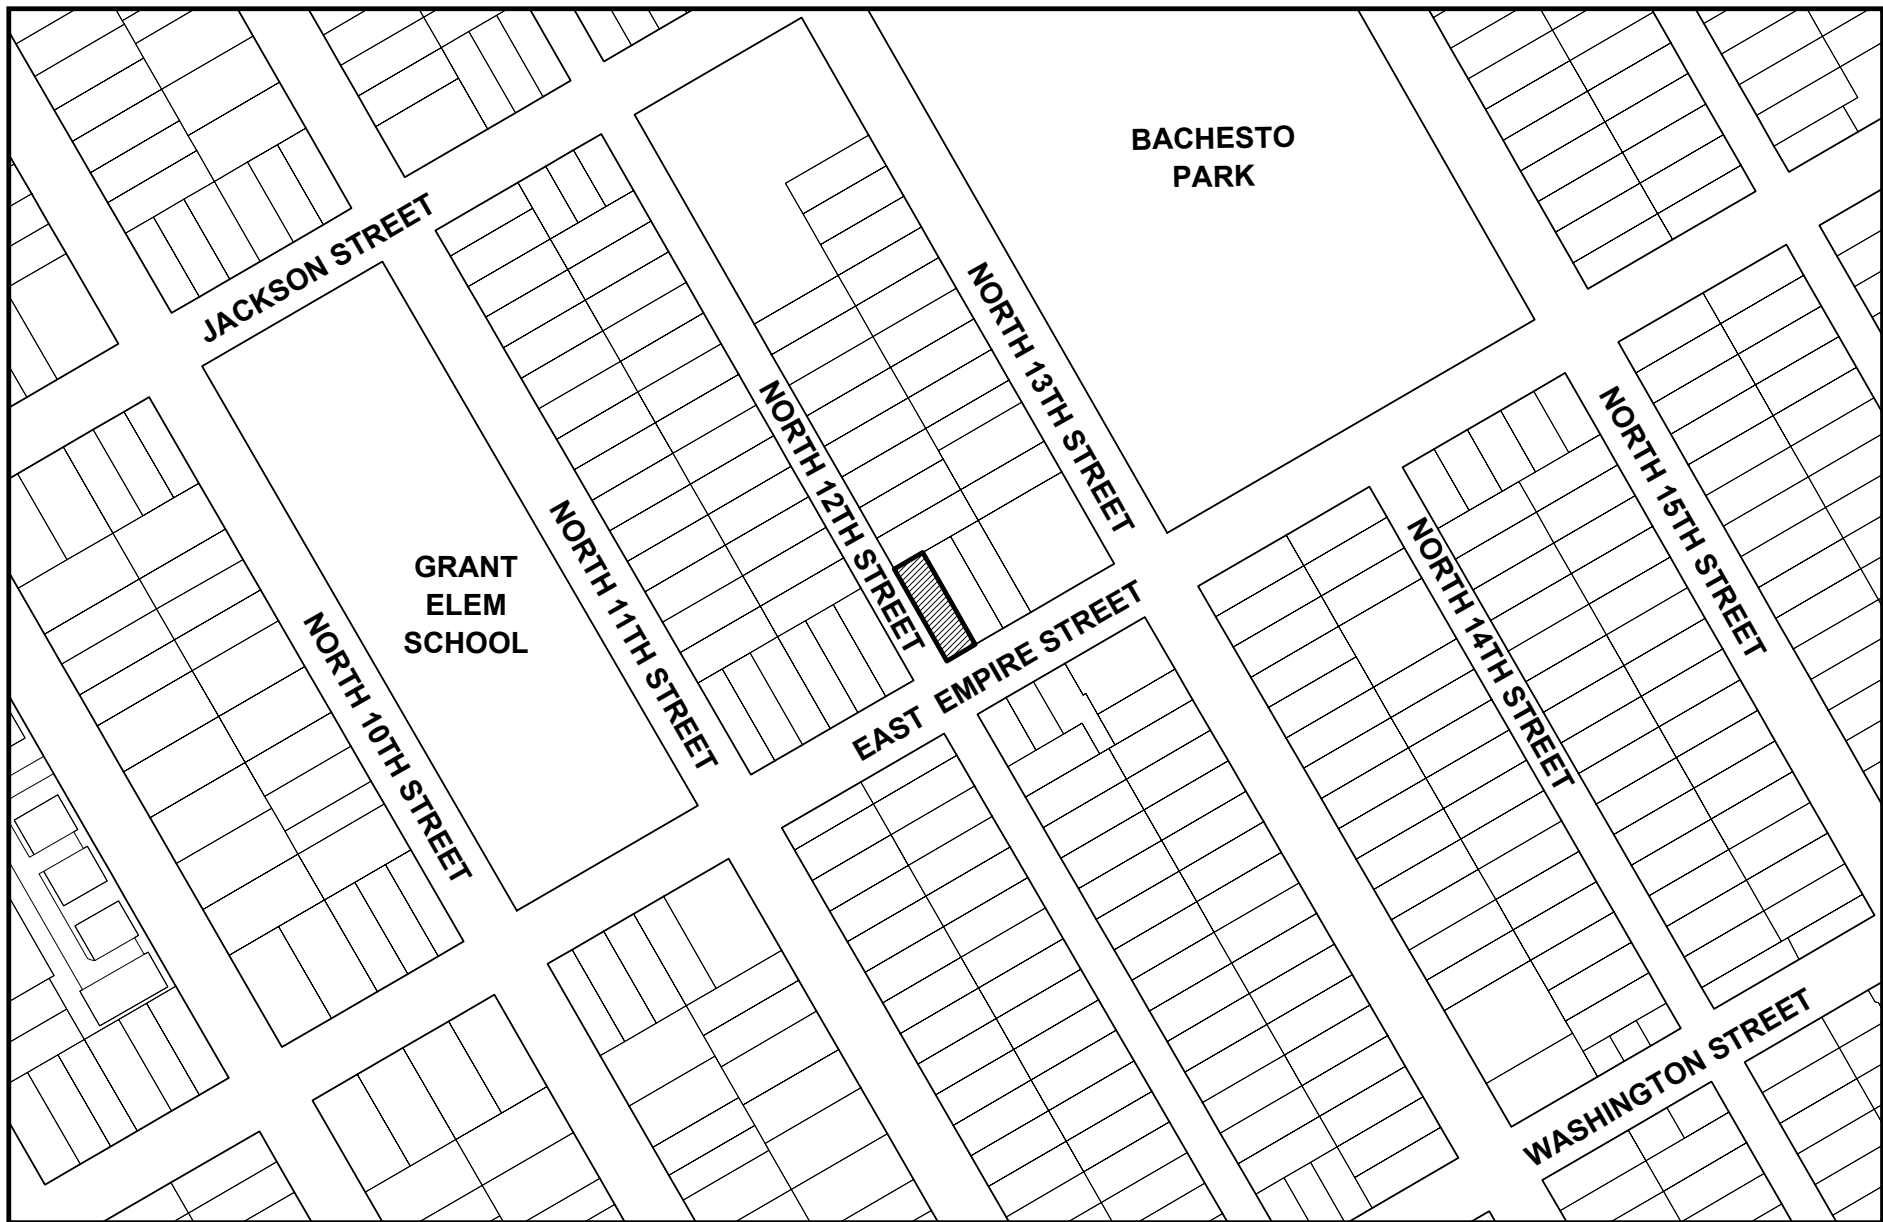 BACHESTO
PARK
JACKSON STREET
NORTH 13TH STREET
NORTH 12TH STREET
NORTH 15TH STREET
NORTH 11TH STREET
NORTH 14TH STREET
GRANT
ELEM
SCHOOL
NORTH 10TH STREET
EAST EMPIRE STREET
WASHINGTON STREET